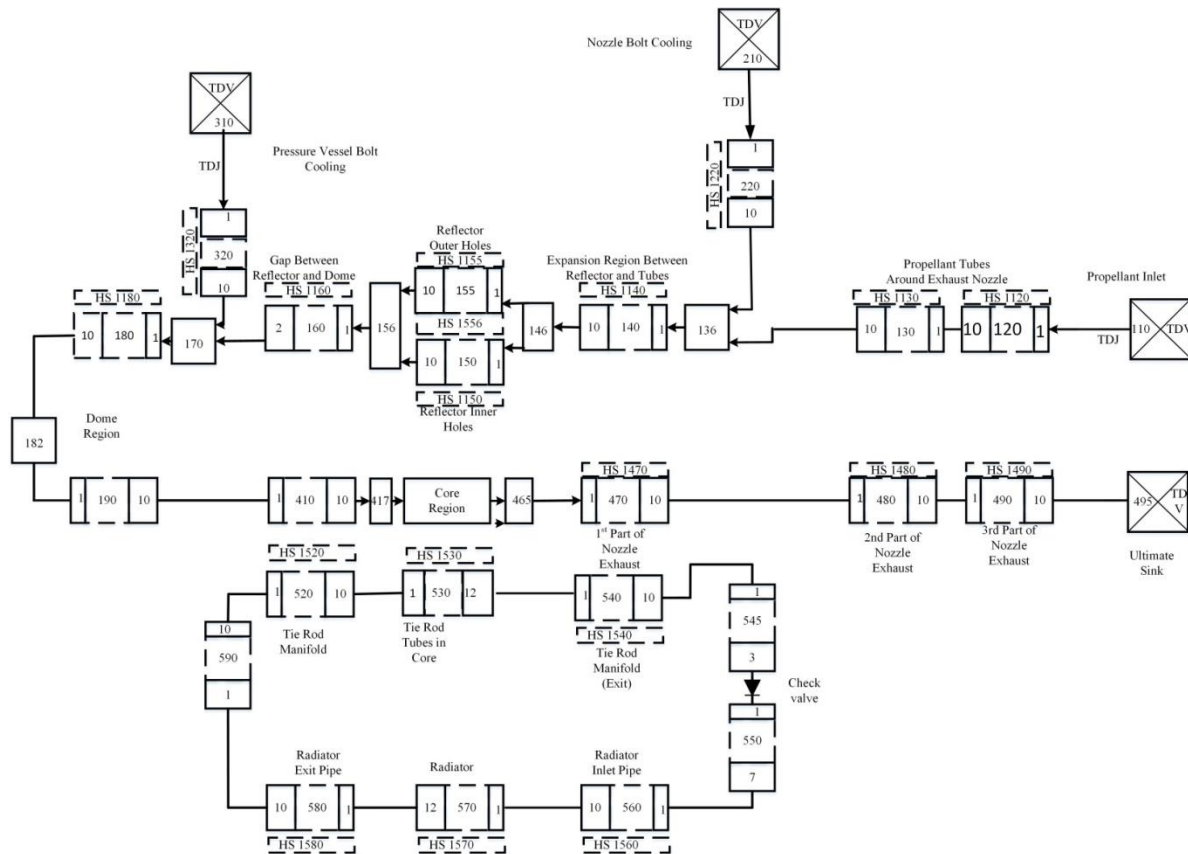 Nozzle Bolt Cooling
TDV
210
TDJ
TDV
310
TDJ
Pressure Vessel Bolt
Cooling
HS 1220
1
220
10
HS 1320
1
320
10
Reflector
Outer Holes
HS 1155
10 155 1
Gap Between
Reflector and Dome
HS 1160
2 160 1
Expansion Region Between
Reflector and Tubes
HS 1140
10 140 1
Propellant Tubes
Around Exhaust Nozzle
HS 1130
HS 1120
10 130 1
10 120 1
Propellant Inlet
110 TDV
TDJ
HS 1180
10 180 1
170
156
HS 1556
10 150 1
HS 1150
Reflector Inner
Holes
146
136
182
Dome
Region
1 190 10
1 410 10
417
Core
Region
465
HS 1470
1 470 10
1st Part of
Nozzle
Exhaust
HS 1480
1 480 10
2nd Part of
Nozzle
Exhaust
HS 1490
1 490 10
3rd Part of
Nozzle
Exhaust
495 TD
V
Ultimate
Sink
HS 1520
1 520 10
Tie Rod
Manifold
HS 1530
1 530 12
Tie Rod
Tubes in
Core
1 540 10
HS 1540
Tie Rod
Manifold
(Exit)
1
545
3
Check
valve
1
550
7
10
590
1
Radiator
Exit Pipe
10 580 1
HS 1580
Radiator
12 570 1
HS 1570
Radiator
Inlet Pipe
10 560 1
HS 1560